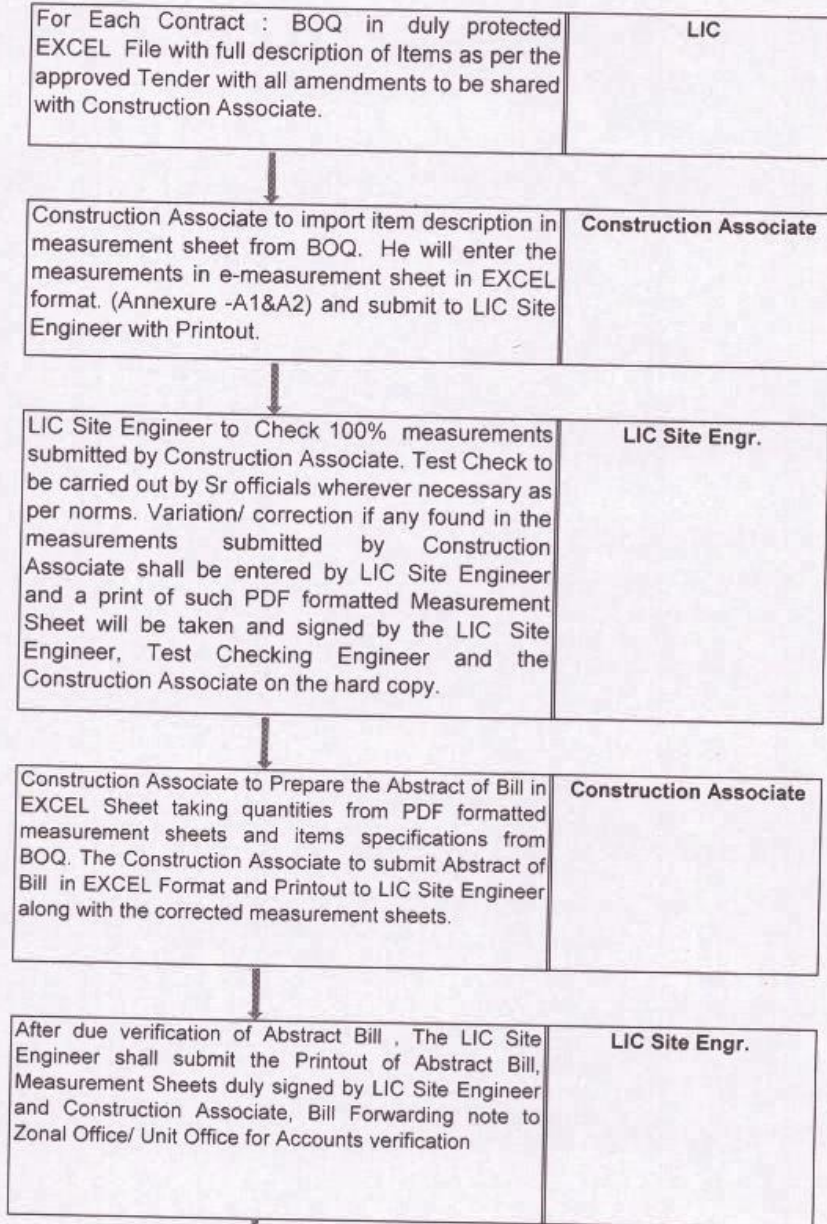 For Each Contract : BOQ in duly protected
EXCEL File with full description of Items as per the
approved Tender with all amendments to be shared
with Construction Associate.
LIC
Construction Associate to import item description in
measurement sheet from BOQ. He will enter the
measurements in e-measurement sheet in EXCEL
format. (Annexure -A1&A2) and submit to LIC Site
Engineer with Printout.
Construction Associate
LIC Site Engineer to Check 100% measurements
submitted by Construction Associate. Test Check to
be carried out by Sr officials wherever necessary as
per norms. Variation/ correction if any found in the
measurements submitted by Construction
Associate shall be entered by LIC Site Engineer
and a print of such PDF formatted Measurement
Sheet will be taken and signed by the LIC Site
Engineer, Test Checking Engineer and the
Construction Associate on the hard copy.
LIC Site Engr.
Construction Associate to Prepare the Abstract of Bill in
EXCEL Sheet taking quantities from PDF formatted
measurement sheets and items specifications from
BOQ. The Construction Associate to submit Abstract of
Bill in EXCEL Format and Printout to LIC Site Engineer
along with the corrected measurement sheets.
Construction Associate
After due verification of Abstract Bill , The LIC Site
Engineer shall submit the Printout of Abstract Bill,
Measurement Sheets duly signed by LIC Site Engineer
and Construction Associate, Bill Forwarding note to
Zonal Office/ Unit Office for Accounts verification
LIC Site Engr.